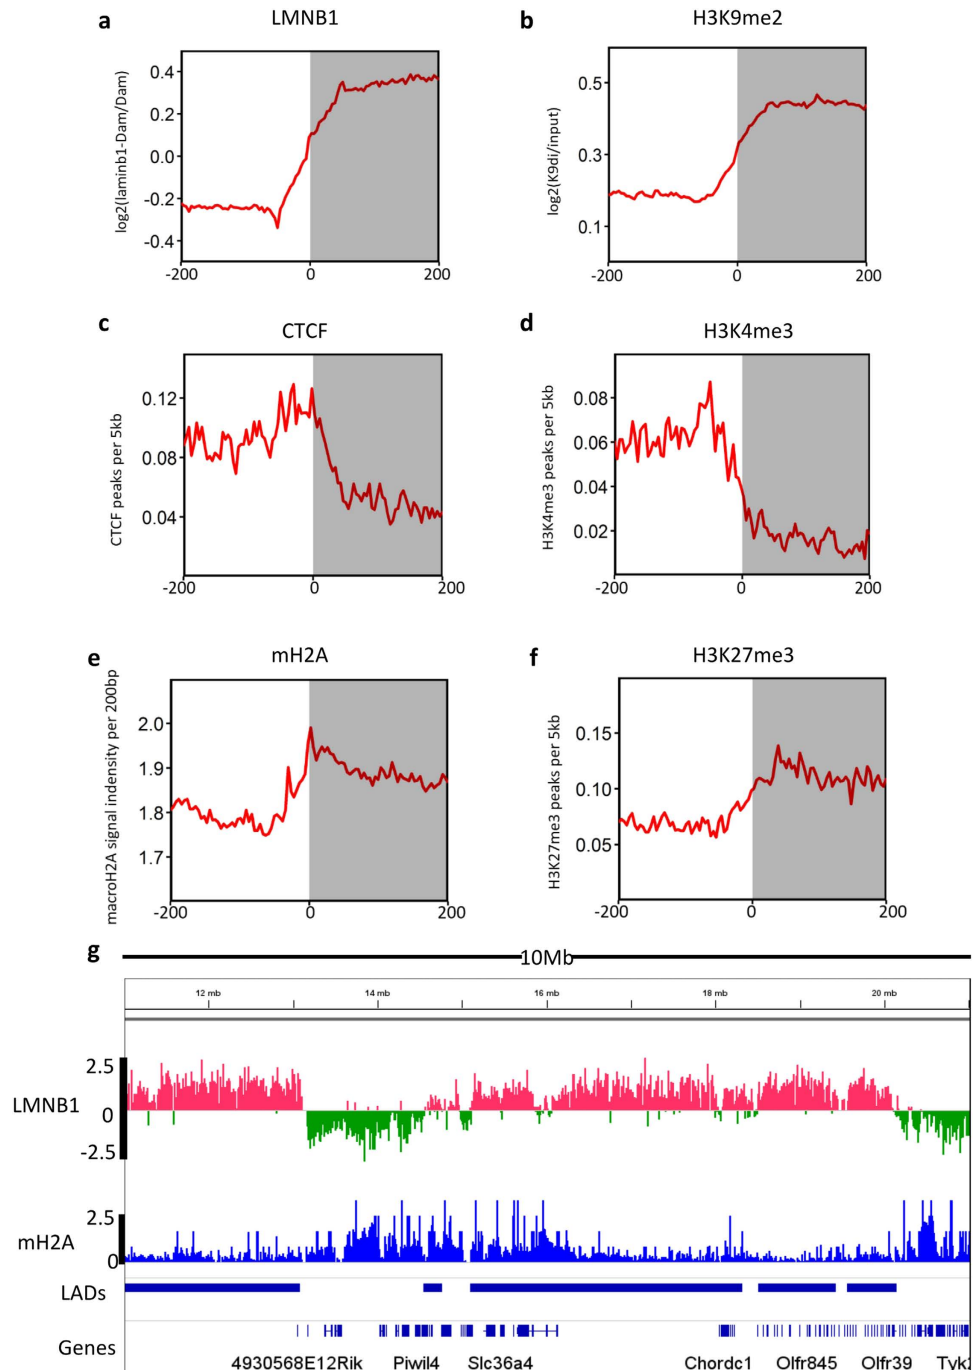 a LMNB1
log2(laminb1-Dam/Dam)
0.4
0.2
0.0
-0.2
-0.4
-200 0 200
b H3K9me2
log2(K9di/input)
0.5
0.3
0.1
-200 0 200
c CTCF
CTCF peaks per 5kb
0.12
0.08
0.04
-200 0 200
d H3K4me3
H3K4me3 peaks per 5kb
0.08
0.06
0.04
0.02
-200 0 200
e mH2A
macroH2A signal indensity per 200bp
2.0
1.9
1.8
1.7
-200 0 200
f H3K27me3
H3K27me3 peaks per 5kb
0.15
0.10
0.05
-200 0 200
g 10Mb
12 mb 14 mb 16 mb 18 mb 20 mb
2.5
LMNB1
0
-2.5
2.5
mH2A
0
LADs
Genes
4930568E12Rik Piwil4 Slc36a4 Chordc1 Olfr845 Olfr39